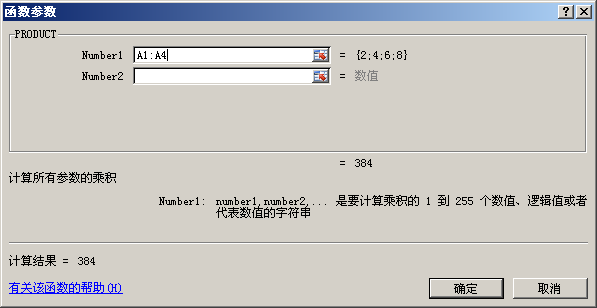 函数参数
PRODUCT
Number1 A1:A4 = {2;4;6;8}
Number2 = 数值
= 384
计算所有参数的乘积
Number1: number1,number2,... 是要计算乘积的 1 到 255 个数值、逻辑值或者
代表数值的字符串
计算结果 = 384
有关该函数的帮助(H) 确定 取消